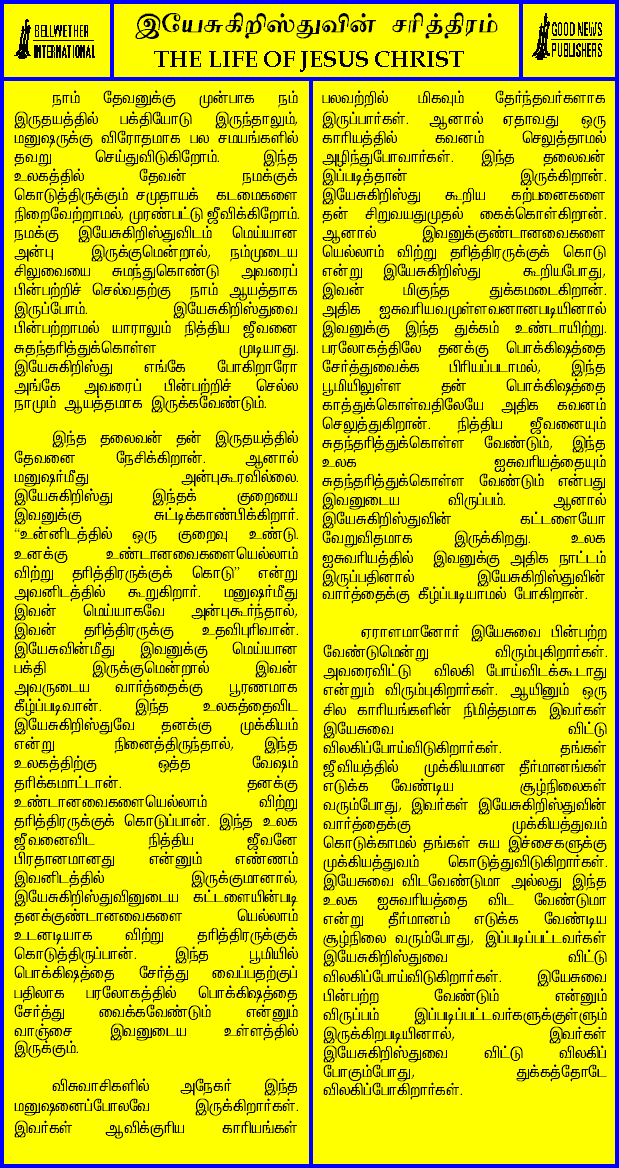 BELLWETHER
INTERNATIONAL
இயேசுகிறிஸ்துவின் சரித்திரம்
THE LIFE OF JESUS CHRIST
GOOD NEWS
PUBLISHERS
நாம் தேவனுக்கு முன்பாக நம்
இருதயத்தில் பக்தியோடு இருந்தாலும்,
மனுஷருக்கு விரோதமாக பல சமயங்களில்
தவறு செய்துவிடுகிறோம். இந்த
உலகத்தில் தேவன் நமக்குக்
கொடுத்திருக்கும் சமுதாயக் கடமைகளை
நிறைவேற்றாமல், முரண்பட்டு ஜீவிக்கிறோம்.
நமக்கு இயேசுகிறிஸ்துவிடம் மெய்யான
அன்பு இருக்குமென்றால், நம்முடைய
சிலுவையை சுமந்துகொண்டு அவரைப்
பின்பற்றிச் செல்வதற்கு நாம் ஆயத்தாக
இருப்போம். இயேசுகிறிஸ்துவை
பின்பற்றாமல் யாராலும் நித்திய ஜீவனை
சுதந்தரித்துக்கொள்ள முடியாது.
இயேசுகிறிஸ்து எங்கே போகிறாரோ
அங்கே அவரைப் பின்பற்றிச் செல்ல
நாமும் ஆயத்தமாக இருக்கவேண்டும்.
இந்த தலைவன் தன் இருதயத்தில்
தேவனை நேசிக்கிறான். ஆனால்
மனுஷர்மீது அன்புகூரவில்லை.
இயேசுகிறிஸ்து இந்தக் குறையை
இவனுக்கு சுட்டிக்காண்பிக்கிறார்.
“உன்னிடத்தில் ஒரு குறைவு உண்டு.
உனக்கு உண்டானவைகளையெல்லாம்
விற்று தரித்திரருக்குக் கொடு” என்று
அவனிடத்தில் கூறுகிறார். மனுஷர்மீது
இவன் மெய்யாகவே அன்புகூர்ந்தால்,
இவன் தரித்திரருக்கு உதவிபுரிவான்.
இயேசுவின்மீது இவனுக்கு மெய்யான
பக்தி இருக்குமென்றால் இவன்
அவருடைய வார்த்தைக்கு பூரணமாக
கீழ்ப்படிவான். இந்த உலகத்தைவிட
இயேசுகிறிஸ்துவே தனக்கு முக்கியம்
என்று நினைத்திருந்தால், இந்த
உலகத்திற்கு ஒத்த வேஷம்
தரிக்கமாட்டான். தனக்கு
உண்டானவைகளையெல்லாம் விற்று
தரித்திரருக்குக் கொடுப்பான். இந்த உலக
ஜீவனைவிட நித்திய ஜீவனே
பிரதானமானது என்னும் எண்ணம்
இவனிடத்தில் இருக்குமானால்,
இயேசுகிறிஸ்துவினுடைய கட்டளையின்படி
தனக்குண்டானவைகளை யெல்லாம்
உடனடியாக விற்று தரித்திரருக்குக்
கொடுத்திருப்பான். இந்த பூமியில்
பொக்கிஷத்தை சேர்த்து வைப்பதற்குப்
பதிலாக பரலோகத்தில் பொக்கிஷத்தை
சேர்த்து வைக்கவேண்டும் என்னும்
வாஞ்சை இவனுடைய உள்ளத்தில்
இருக்கும்.
விசுவாசிகளில் அநேகர் இந்த
மனுஷனைப்போலவே இருக்கிறார்கள்.
இவர்கள் ஆவிக்குரிய காரியங்கள்
பலவற்றில் மிகவும் தேர்ந்தவர்களாக
இருப்பார்கள். ஆனால் ஏதாவது ஒரு
காரியத்தில் கவனம் செலுத்தாமல்
அழிந்துபோவார்கள். இந்த தலைவன்
இப்படித்தான் இருக்கிறான்.
இயேசுகிறிஸ்து கூறிய கற்பனைகளை
தன் சிறுவயதுமுதல் கைக்கொள்கிறான்.
ஆனால் இவனுக்குண்டானவைகளை
யெல்லாம் விற்று தரித்திரருக்குக் கொடு
என்று இயேசுகிறிஸ்து கூறியபோது,
இவன் மிகுந்த துக்கமடைகிறான்.
அதிக ஐசுவரியவமுள்ளவனானபடியினால்
இவனுக்கு இந்த துக்கம் உண்டாயிற்று.
பரலோகத்திலே தனக்கு பொக்கிஷத்தை
சேர்த்துவைக்க பிரியப்படாமல், இந்த
பூமியிலுள்ள தன் பொக்கிஷத்தை
காத்துக்கொள்வதிலேயே அதிக கவனம்
செலுத்துகிறான். நித்திய ஜீவனையும்
சுதந்தரித்துக்கொள்ள வேண்டும், இந்த
உலக ஐசுவரியத்தையும்
சுதந்தரித்துக்கொள்ள வேண்டும் என்பது
இவனுடைய விருப்பம். ஆனால்
இயேசுகிறிஸ்துவின் கட்டளையோ
வேறுவிதமாக இருக்கிறது. உலக
ஐசுவரியத்தில் இவனுக்கு அதிக நாட்டம்
இருப்பதினால் இயேசுகிறிஸ்துவின்
வார்த்தைக்கு கீழ்ப்படியாமல் போகிறான்.
ஏராளமானோர் இயேசுவை பின்பற்ற
வேண்டுமென்று விரும்புகிறார்கள்.
அவரைவிட்டு விலகி போய்விடக்கூடாது
என்றும் விரும்புகிறார்கள். ஆயினும் ஒரு
சில காரியங்களின் நிமித்தமாக இவர்கள்
இயேசுவை விட்டு
விலகிப்போய்விடுகிறார்கள். தங்கள்
ஜீவியத்தில் முக்கியமான தீர்மானங்கள்
எடுக்க வேண்டிய சூழ்நிலைகள்
வரும்போது, இவர்கள் இயேசுகிறிஸ்துவின்
வார்த்தைக்கு முக்கியத்துவம்
கொடுக்காமல் தங்கள் சுய இச்சைகளுக்கு
முக்கியத்துவம் கொடுத்துவிடுகிறார்கள்.
இயேசுவை விடவேண்டுமா அல்லது இந்த
உலக ஐசுவரியத்தை விட வேண்டுமா
என்று தீர்மானம் எடுக்க வேண்டிய
சூழ்நிலை வரும்போது, இப்படிப்பட்டவர்கள்
இயேசுகிறிஸ்துவை விட்டு
விலகிப்போய்விடுகிறார்கள். இயேசுவை
பின்பற்ற வேண்டும் என்னும்
விருப்பம் இப்படிப்பட்டவர்களுக்குள்ளும்
இருக்கிறபடியினால், இவர்கள்
இயேசுகிறிஸ்துவை விட்டு விலகிப்
போகும்போது, துக்கத்தோடே
விலகிப்போகிறார்கள்.